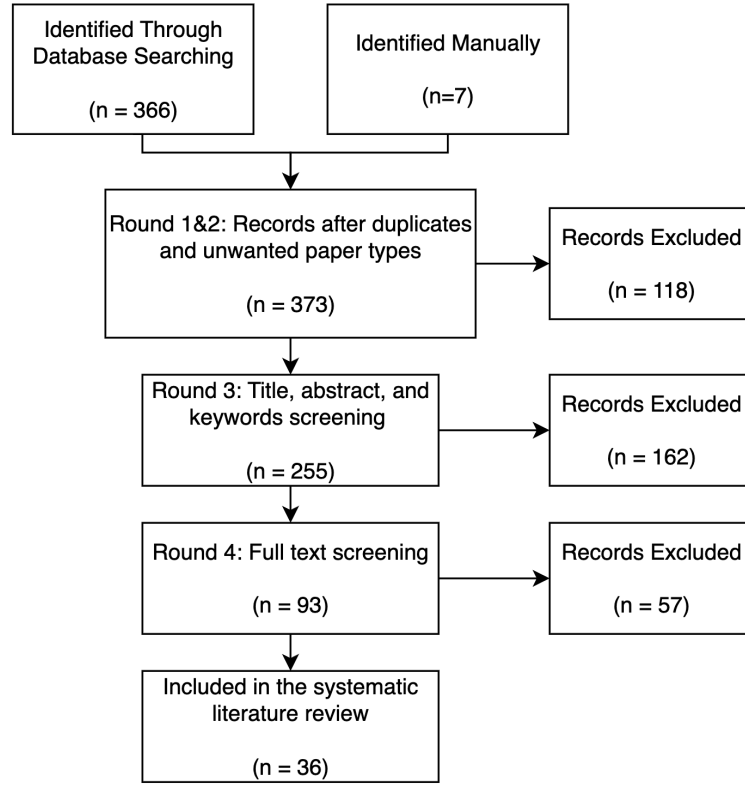 Identified Through
Database Searching
(n = 366)
Identified Manually
(n=7)
Round 1&2: Records after duplicates
and unwanted paper types
(n = 373)
Records Excluded
(n = 118)
Round 3: Title, abstract, and
keywords screening
(n = 255)
Records Excluded
(n = 162)
Round 4: Full text screening
(n = 93)
Records Excluded
(n = 57)
Included in the systematic
literature review
(n = 36)